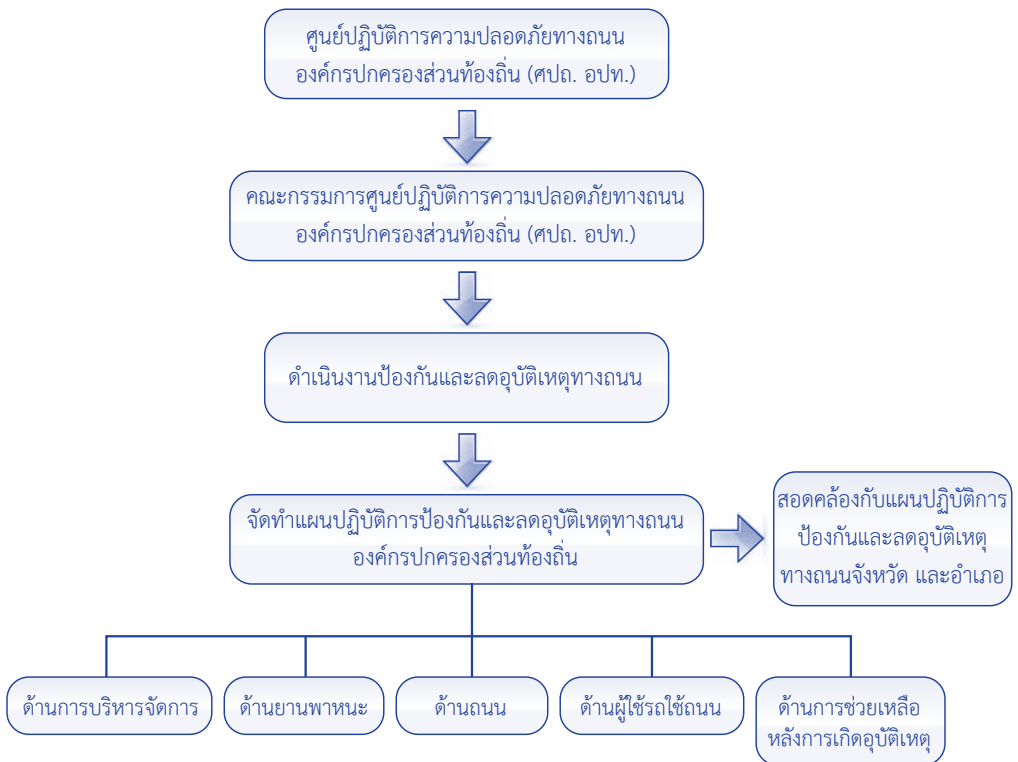 ศูนย์ปฏิบัติการความปลอดภัยทางถนน
องค์กรปกครองส่วนท้องถิ่น (ศปถ. อปท.)
คณะกรรมการศูนย์ปฏิบัติการความปลอดภัยทางถนน
องค์กรปกครองส่วนท้องถิ่น (ศปถ. อปท.)
ดำเนินงานป้องกันและลดอุบัติเหตุทางถนน
จัดทำแผนปฏิบัติการป้องกันและลดอุบัติเหตุทางถนน
องค์กรปกครองส่วนท้องถิ่น
สอดคล้องกับแผนปฏิบัติการ
ป้องกันและลดอุบัติเหตุ
ทางถนนจังหวัด และอำเภอ
ด้านการบริหารจัดการ
ด้านยานพาหนะ
ด้านถนน
ด้านผู้ใช้รถใช้ถนน
ด้านการช่วยเหลือ
หลังการเกิดอุบัติเหตุ